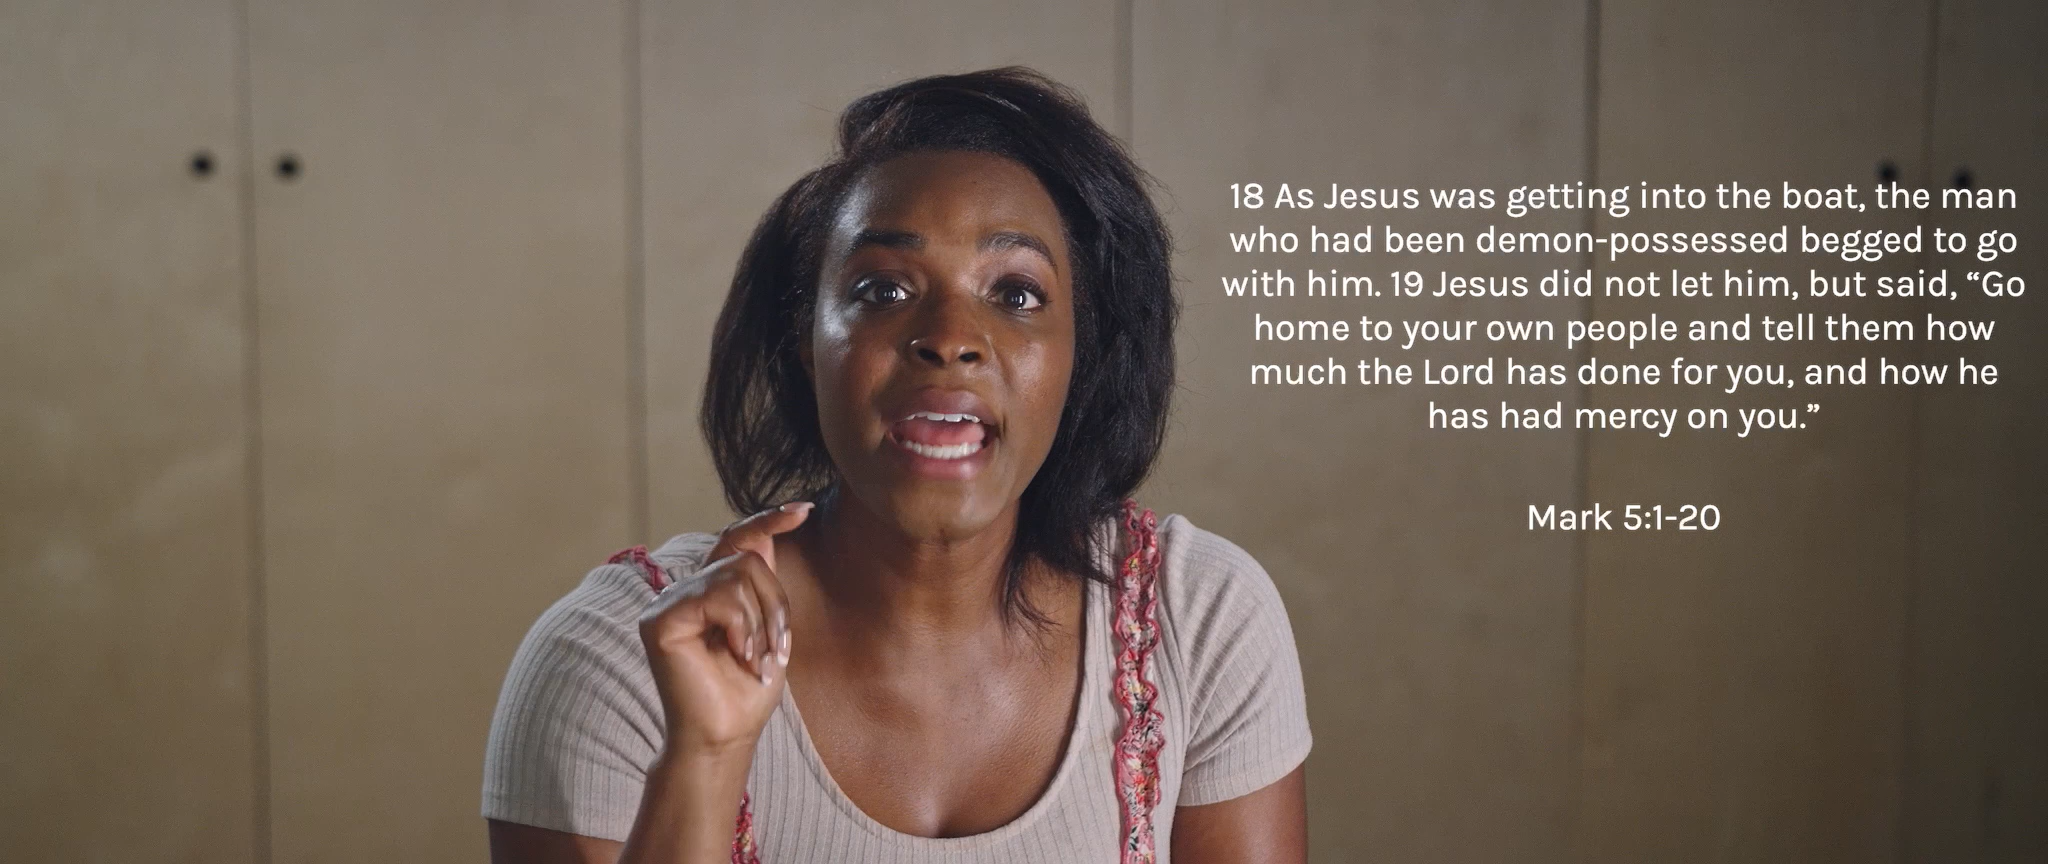 18 As Jesus was getting into the boat, the man
who had been demon-possessed begged to go
with him. 19 Jesus did not let him, but said, “Go
home to your own people and tell them how
much the Lord has done for you, and how he
has had mercy on you.”
Mark 5:1-20